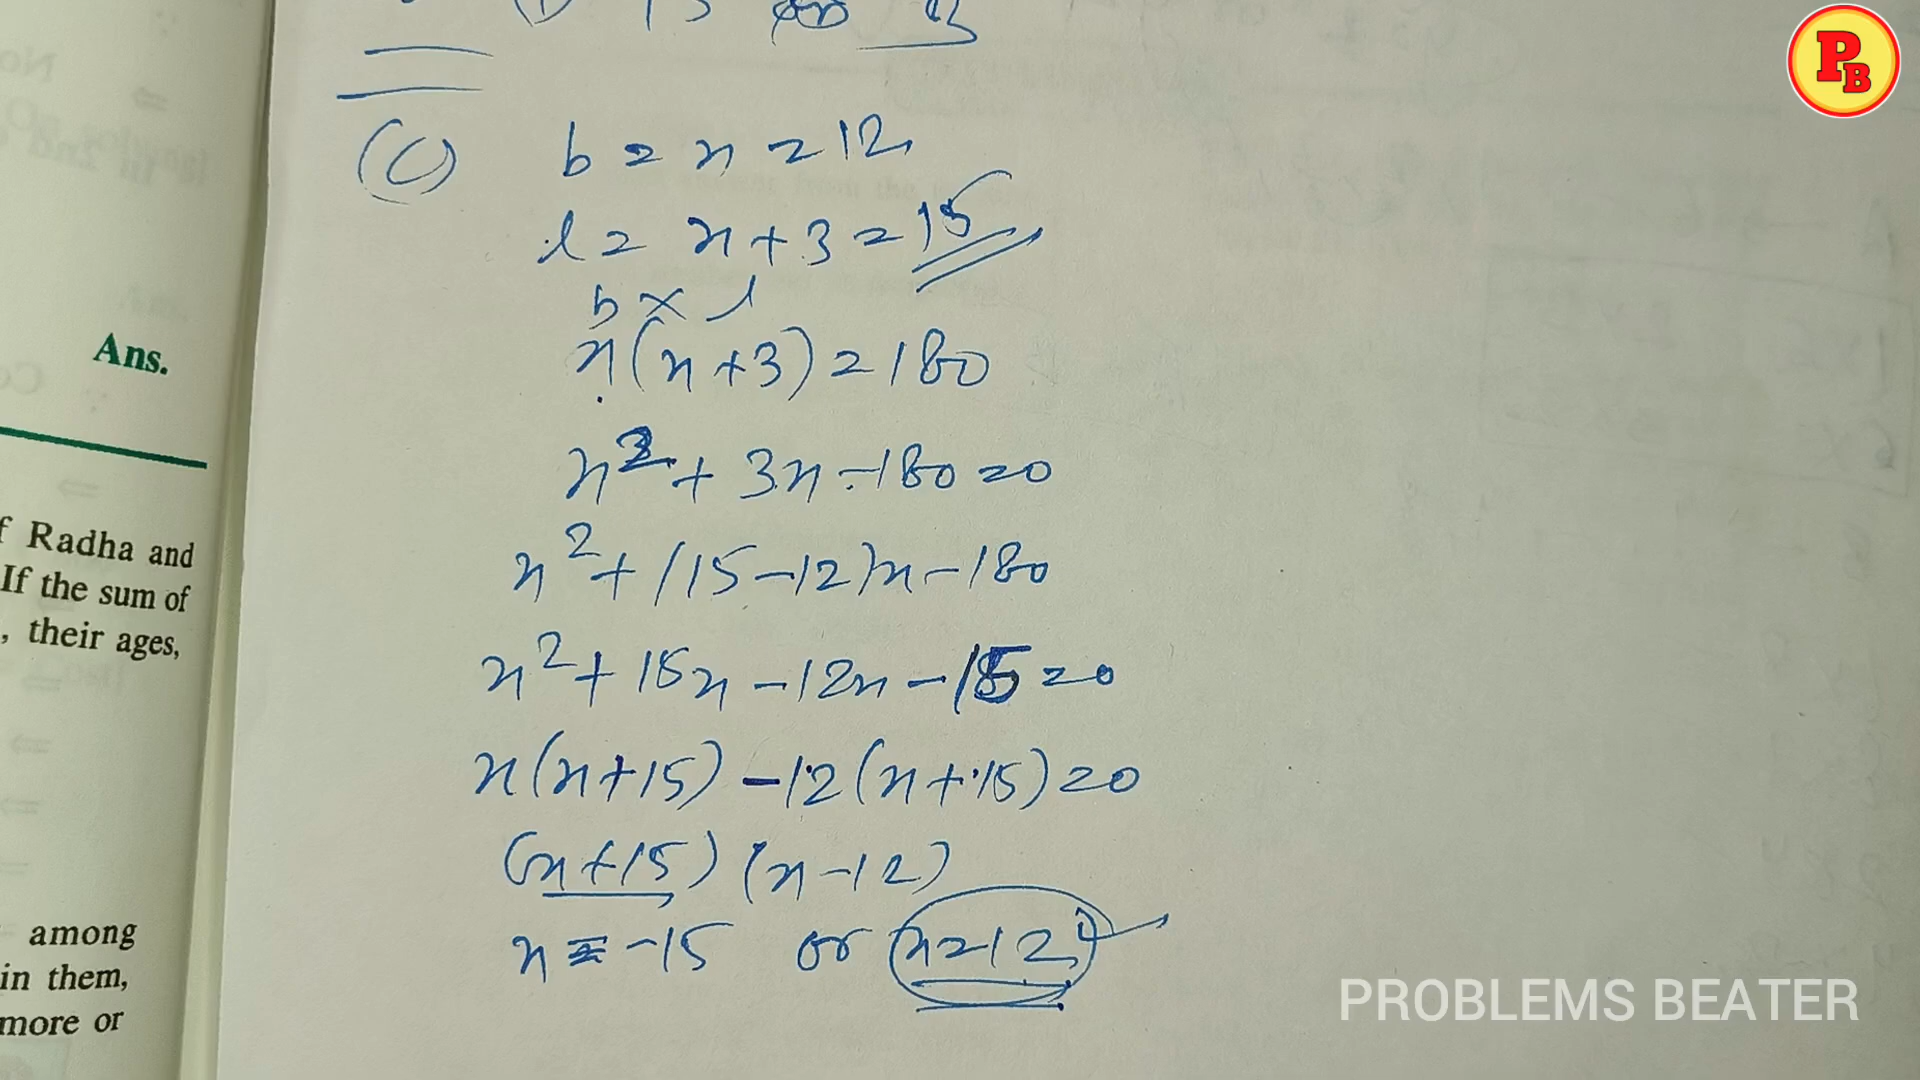 PB
(C) b = x = 12
l = x + 3 = 15
b × l
x(x+3) = 180
x² + 3x - 180 = 0
x² + (15-12)x - 180
x² + 15x - 12x - 15 = 0
x(x+15) - 12(x+15) = 0
(x+15) (x-12)
x = -15 or x = 12
Ans.
f Radha and
If the sum of
, their ages,
among
in them,
more or
PROBLEMS BEATER